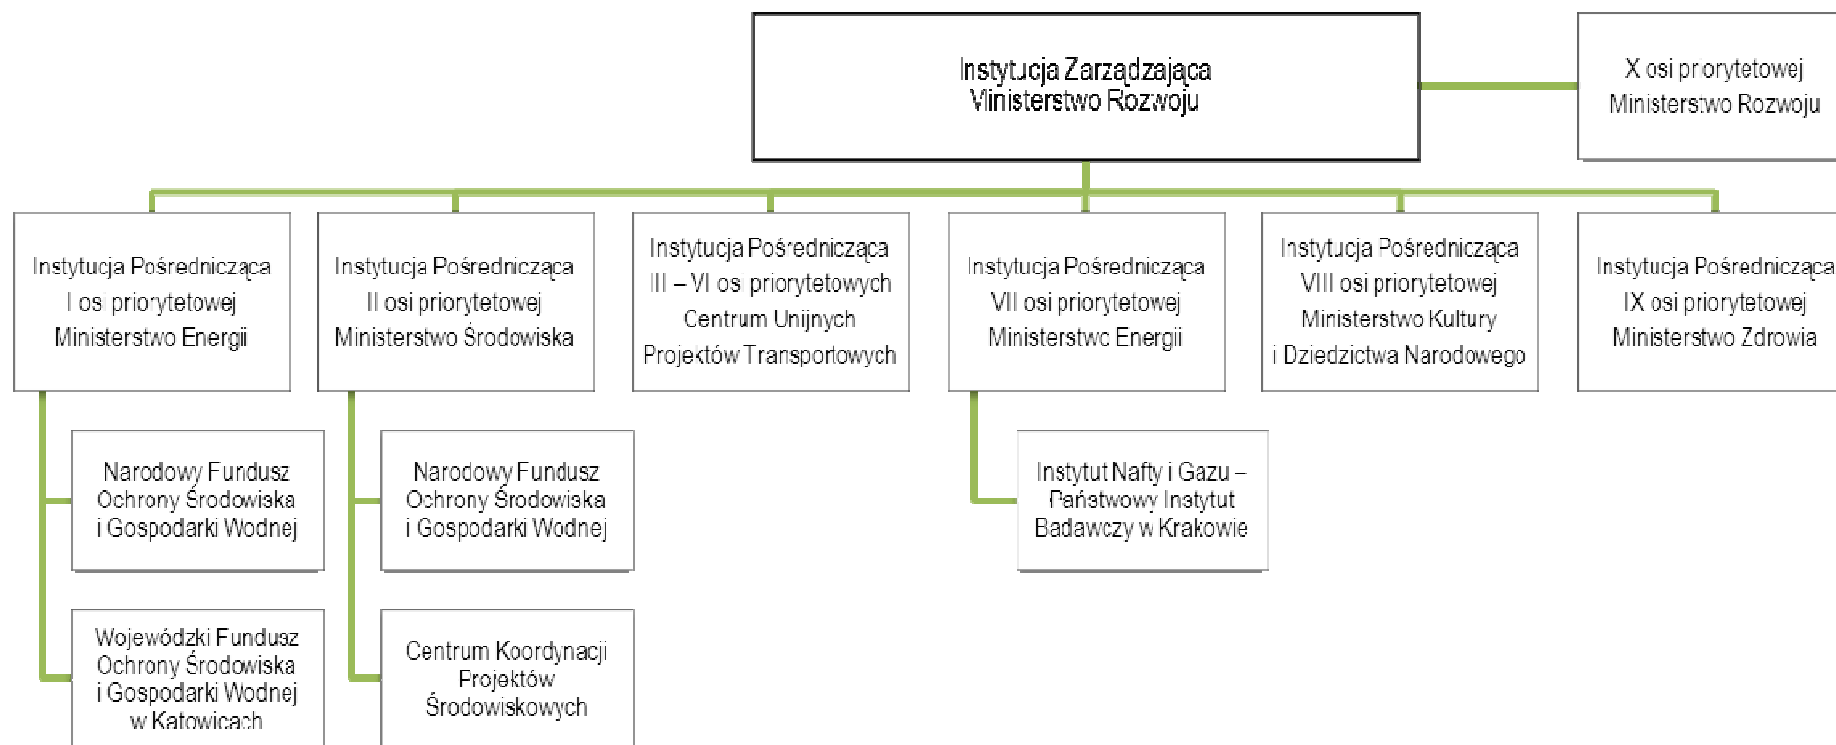 Instytucja Zarządzająca
Ministerstwo Rozwoju
X osi priorytetowej
Ministerstwo Rozwoju
Instytucja Pośrednicząca
I osi priorytetowej
Ministerstwo Energii
Instytucja Pośrednicząca
II osi priorytetowej
Ministerstwo Środowiska
Instytucja Pośrednicząca
III – VI osi priorytetowych
Centrum Unijnych
Projektów Transportowych
Instytucja Pośrednicząca
VII osi priorytetowej
Ministerstwo Energii
Instytucja Pośrednicząca
VIII osi priorytetowej
Ministerstwo Kultury
i Dziedzictwa Narodowego
Instytucja Pośrednicząca
IX osi priorytetowej
Ministerstwo Zdrowia
Narodowy Fundusz
Ochrony Środowiska
i Gospodarki Wodnej
Narodowy Fundusz
Ochrony Środowiska
i Gospodarki Wodnej
Instytut Nafty i Gazu –
Państwowy Instytut
Badawczy w Krakowie
Wojewódzki Fundusz
Ochrony Środowiska
i Gospodarki Wodnej
w Katowicach
Centrum Koordynacji
Projektów
Środowiskowych